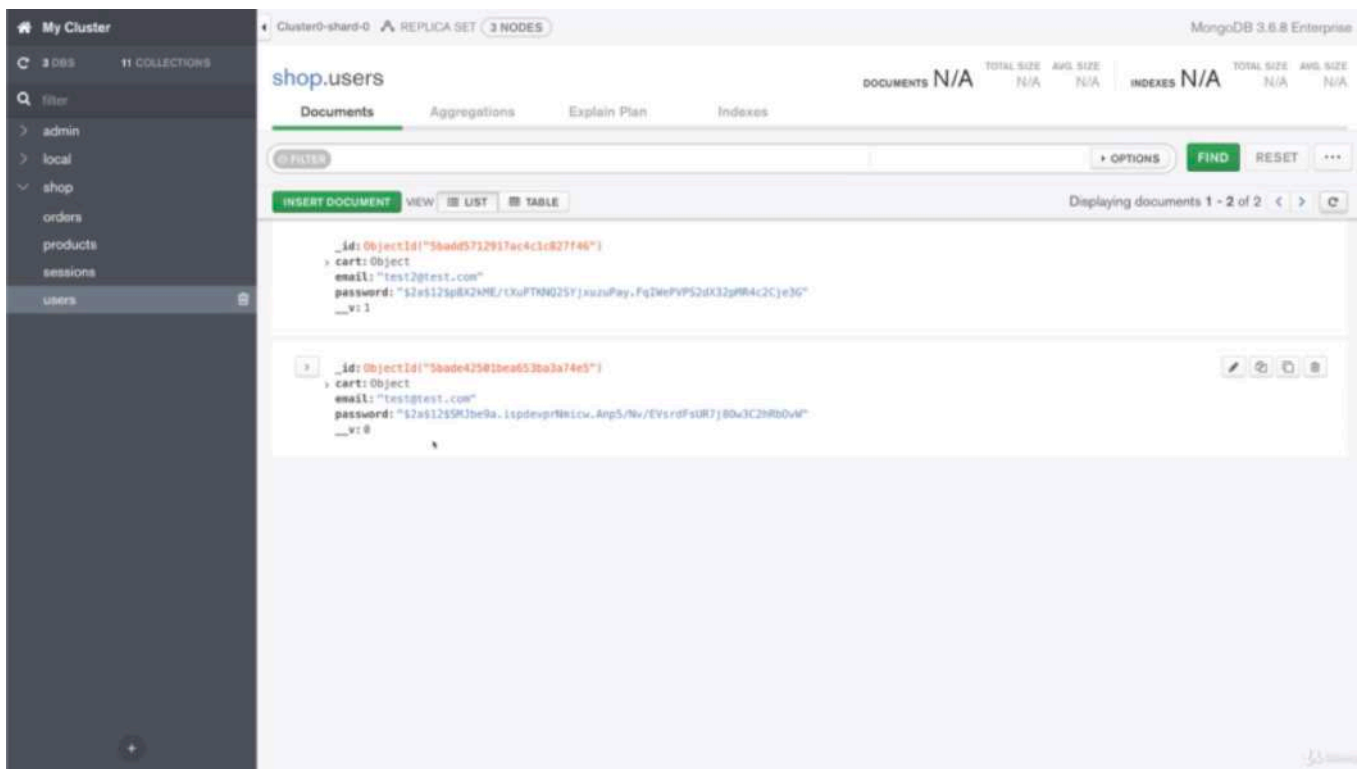 My Cluster
Cluster0-shard-0 REPLICA SET 3 NODES
MongoDB 3.6.8 Enterprise
3 DBS 11 COLLECTIONS
filter
admin
local
shop
orders
products
sessions
users
shop.users
DOCUMENTS N/A TOTAL SIZE N/A AVG. SIZE N/A INDEXES N/A TOTAL SIZE N/A AVG. SIZE N/A
Documents Aggregations Explain Plan Indexes
FILTER OPTIONS FIND RESET ...
INSERT DOCUMENT VIEW LIST TABLE Displaying documents 1 - 2 of 2 < >
_id: ObjectId("5badd5712917ac4c1c827f46")
> cart: Object
email: "test2@test.com"
password:
__v: 1
_id: ObjectId("5bade42501bea653ba3a74e5")
> cart: Object
email: "test@test.com"
password:
__v: 0